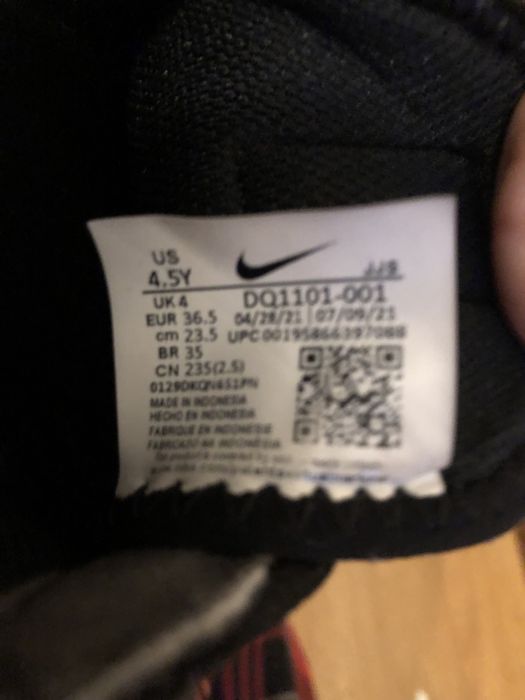 US
4.5Y
JJS
UK 4
DQ1101-001
EUR 36.5
04/28/21 07/09/21
cm 23.5
UPC 00195866397088
BR 35
CN 235(2.5)
MADE IN INDONESIA
HECHO EN INDONESIA
FABRIQUE EN INDONESIE
FABRICADO NA INDONESIA